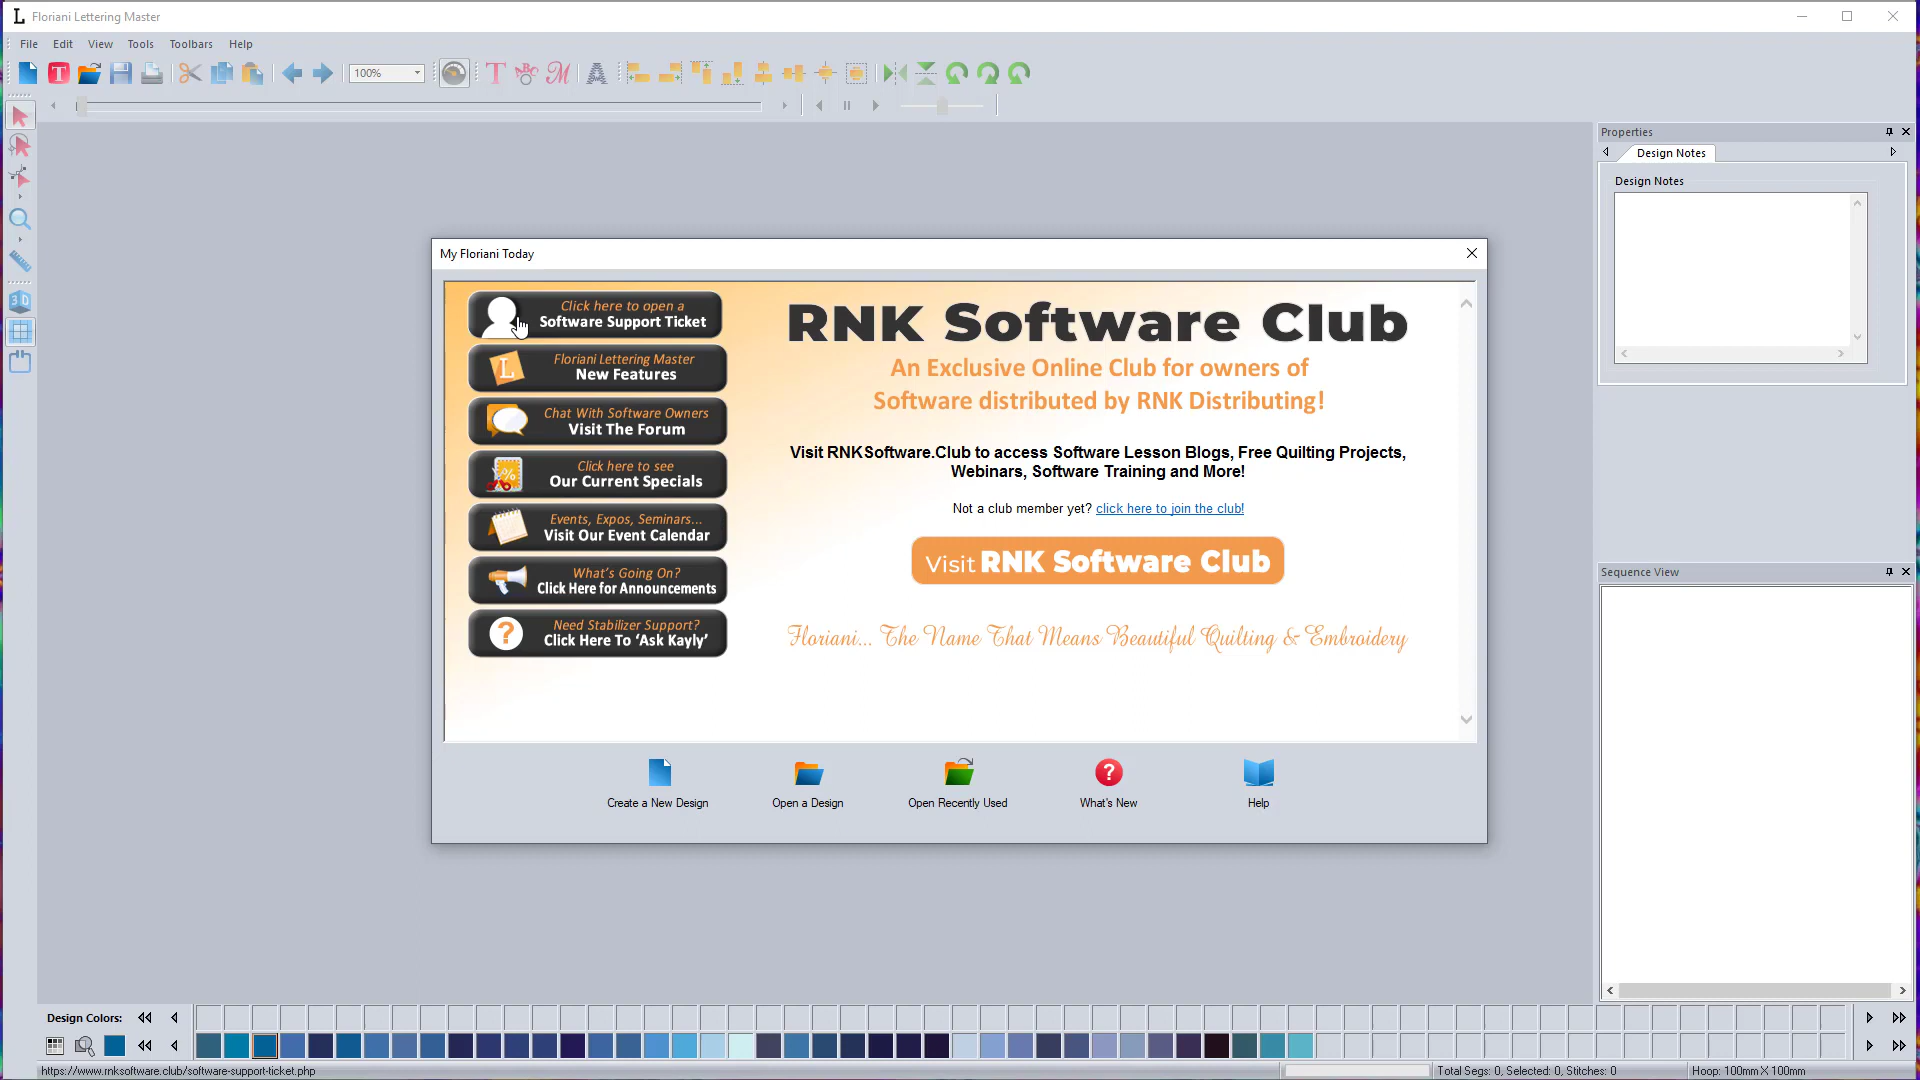 Floriani Lettering Master
File Edit View Tools Toolbars Help
100%
Properties
Design Notes
Design Notes
My Floriani Today
Click here to open a
Software Support Ticket
Floriani Lettering Master
New Features
Chat With Software Owners
Visit The Forum
Click here to see
Our Current Specials
Events, Expos, Seminars...
Visit Our Event Calendar
What's Going On?
Click Here for Announcements
Need Stabilizer Support?
Click Here To ‘Ask Kayly’
RNK Software Club
An Exclusive Online Club for owners of
Software distributed by RNK Distributing!
Visit RNKSoftware.Club to access Software Lesson Blogs, Free Quilting Projects,
Webinars, Software Training and More!
Not a club member yet? click here to join the club!
Visit RNK Software Club
Floriani... The Name That Means Beautiful Quilting & Embroidery
Create a New Design
Open a Design
Open Recently Used
What's New
Help
Sequence View
Design Colors:
https://www.rnksoftware.club/software-support-ticket.php
Total Segs: 0, Selected: 0, Stitches: 0
Hoop: 100mm X 100mm